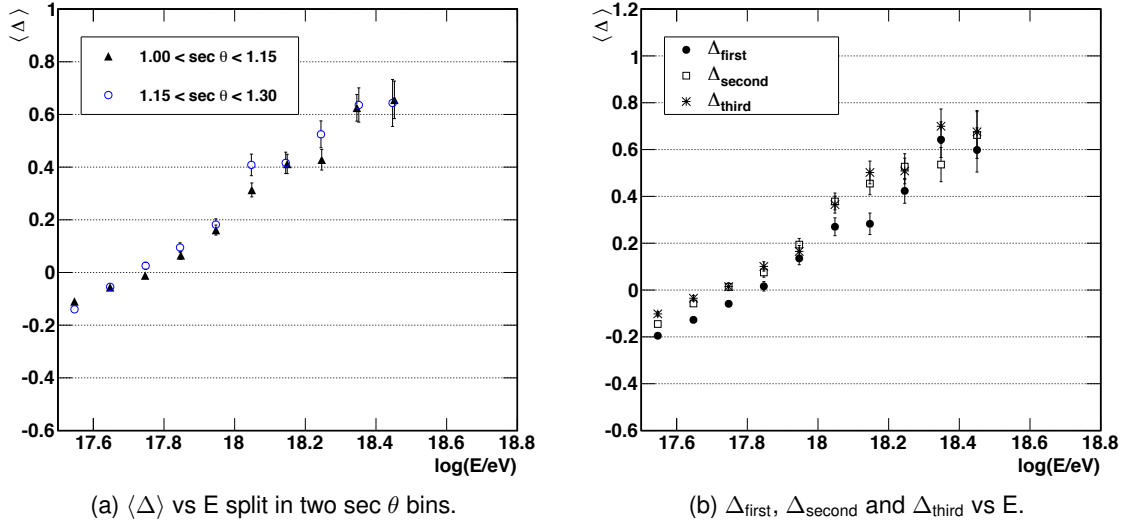 ⟨Δ⟩
1
0.8
0.6
0.4
0.2
0
-0.2
-0.4
-0.6
1.00 < sec θ < 1.15
1.15 < sec θ < 1.30
17.6 17.8 18 18.2 18.4 18.6 18.8
log(E/eV)
(a) ⟨Δ⟩ vs E split in two sec θ bins.
⟨Δ⟩
1.2
1
0.8
0.6
0.4
0.2
0
-0.2
-0.4
-0.6
Δfirst
Δsecond
Δthird
17.6 17.8 18 18.2 18.4 18.6 18.8
log(E/eV)
(b) Δfirst, Δsecond and Δthird vs E.